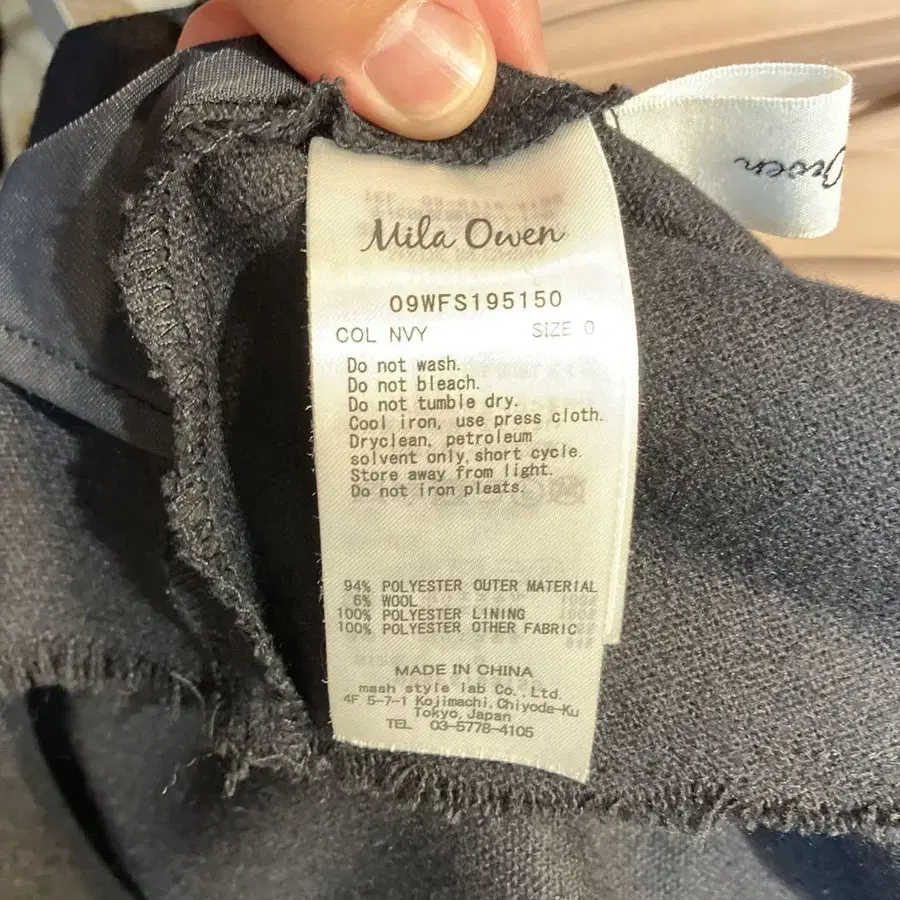 Mila Owen
Owen
09WFS195150
COL NVY SIZE 0
Do not wash.
Do not bleach.
Do not tumble dry.
Cool iron, use press cloth.
Dryclean, petroleum
solvent only, short cycle.
Store away from light.
Do not iron pleats.
94% POLYESTER OUTER MATERIAL
6% WOOL
100% POLYESTER LINING
100% POLYESTER OTHER FABRIC
MADE IN CHINA
mash style lab Co., Ltd.
4F 5-7-1 Kojimachi, Chiyoda-Ku
Tokyo, Japan
TEL 03-5778-4105